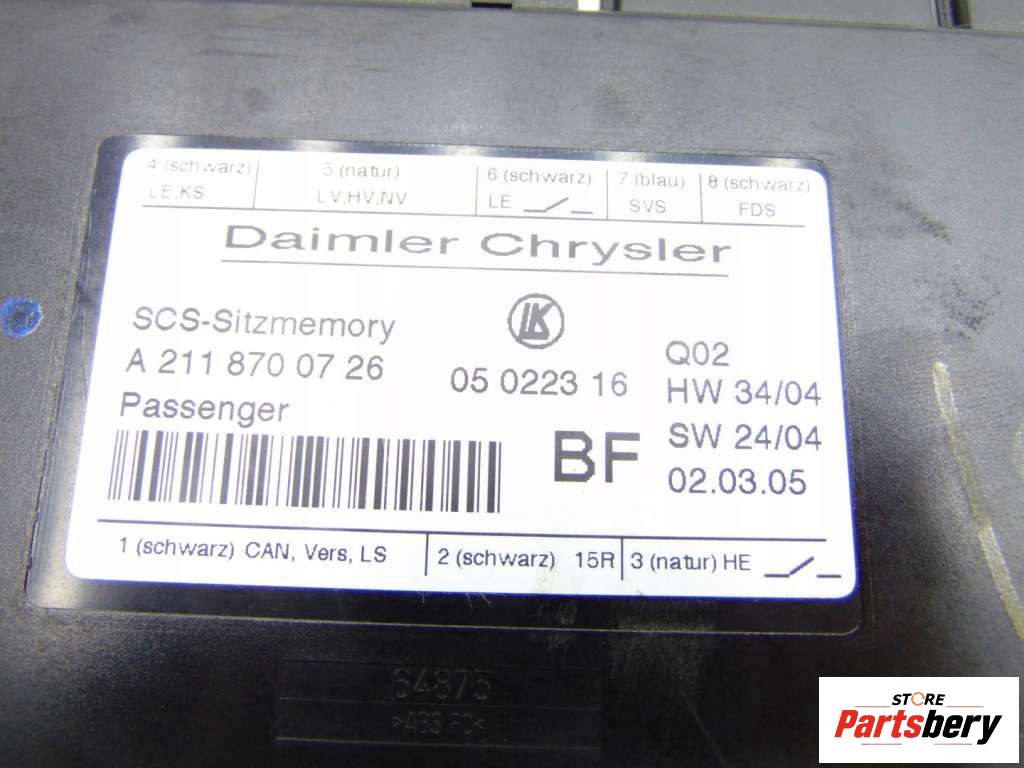 4 (schwarz) 5 (natur) 6 (schwarz) 7 (blau) 8 (schwarz)
LE,KS LV,HV,NV LE SVS FDS
Daimler Chrysler
LK
SCS-Sitzmemory
A 211 870 07 26 05 0223 16 Q02
Passenger HW 34/04
BF SW 24/04
02.03.05
1 (schwarz) CAN, Vers, LS 2 (schwarz) 15R 3 (natur) HE
64875
STORE
Partsbery